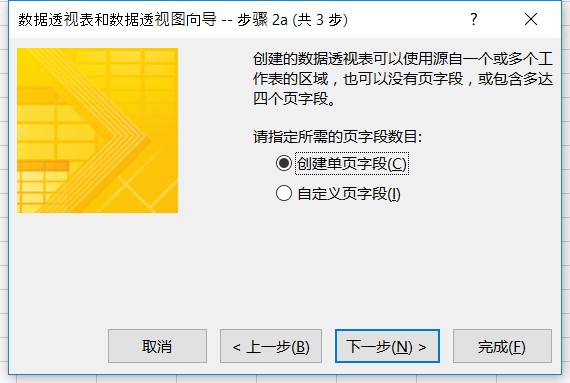 数据透视表和数据透视图向导 -- 步骤 2a (共 3 步)
?
创建的数据透视表可以使用源自一个或多个工
作表的区域，也可以没有页字段，或包含多达
四个页字段。
请指定所需的页字段数目:
创建单页字段(C)
自定义页字段(I)
取消
< 上一步(B)
下一步(N) >
完成(F)